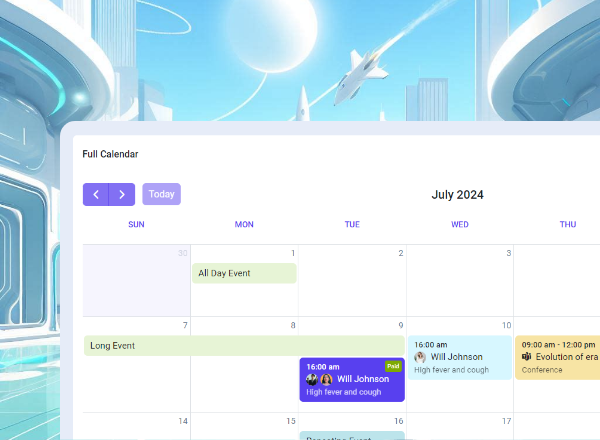 Full Calendar
Today
July 2024
SUN MON TUE WED THU
30 1 2 3
All Day Event
7 8 9 10
Long Event
16:00 am Paid
Will Johnson
High fever and cough
16:00 am
Will Johnson
High fever and cough
09:00 am - 12:00 pm
Evolution of era
Conference
14 15 16 17
Repeating Event